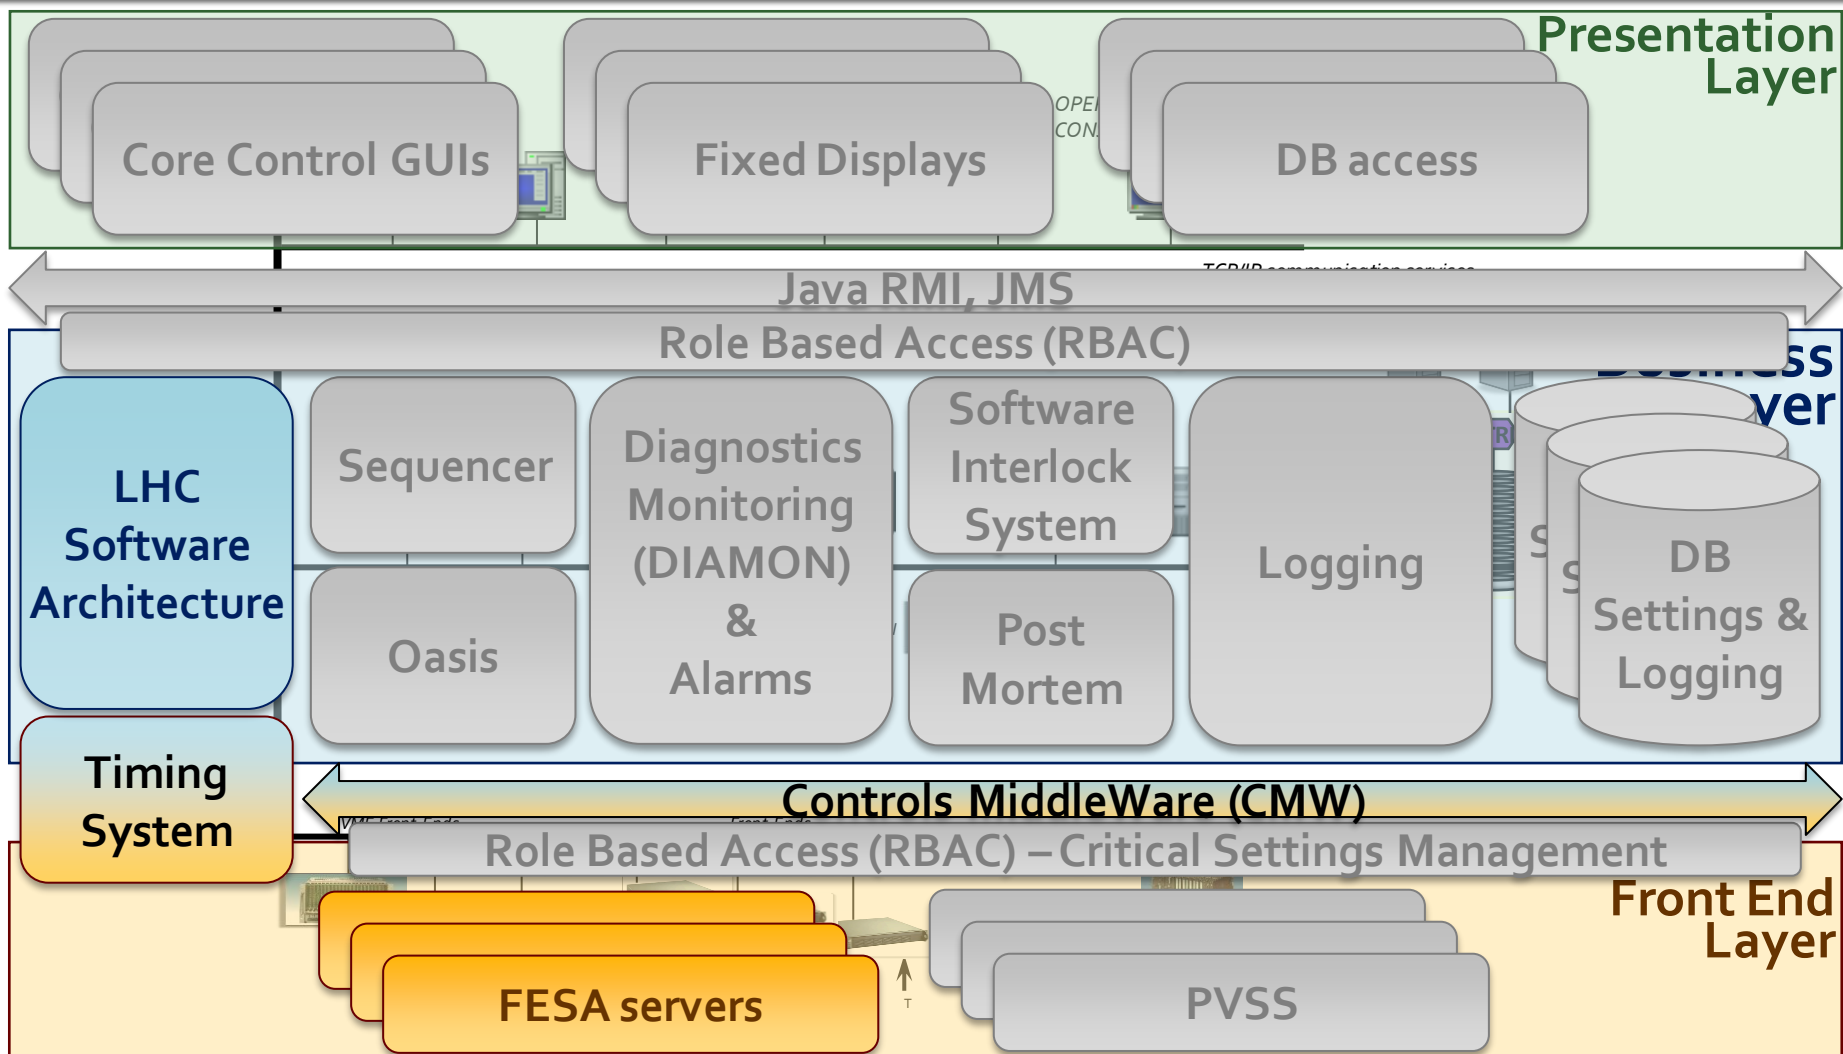 Presentation
Layer
Core Control GUIs
Fixed Displays
DB access
Java RMI, JMS
Role Based Access (RBAC)
LHC
Software
Architecture
Sequencer
Oasis
Diagnostics
Monitoring
(DIAMON)
&
Alarms
Software
Interlock
System
Post
Mortem
Logging
DB
Settings &
Logging
Timing
System
Controls MiddleWare (CMW)
Role Based Access (RBAC) – Critical Settings Management
Front End
Layer
FESA servers
T
PVSS